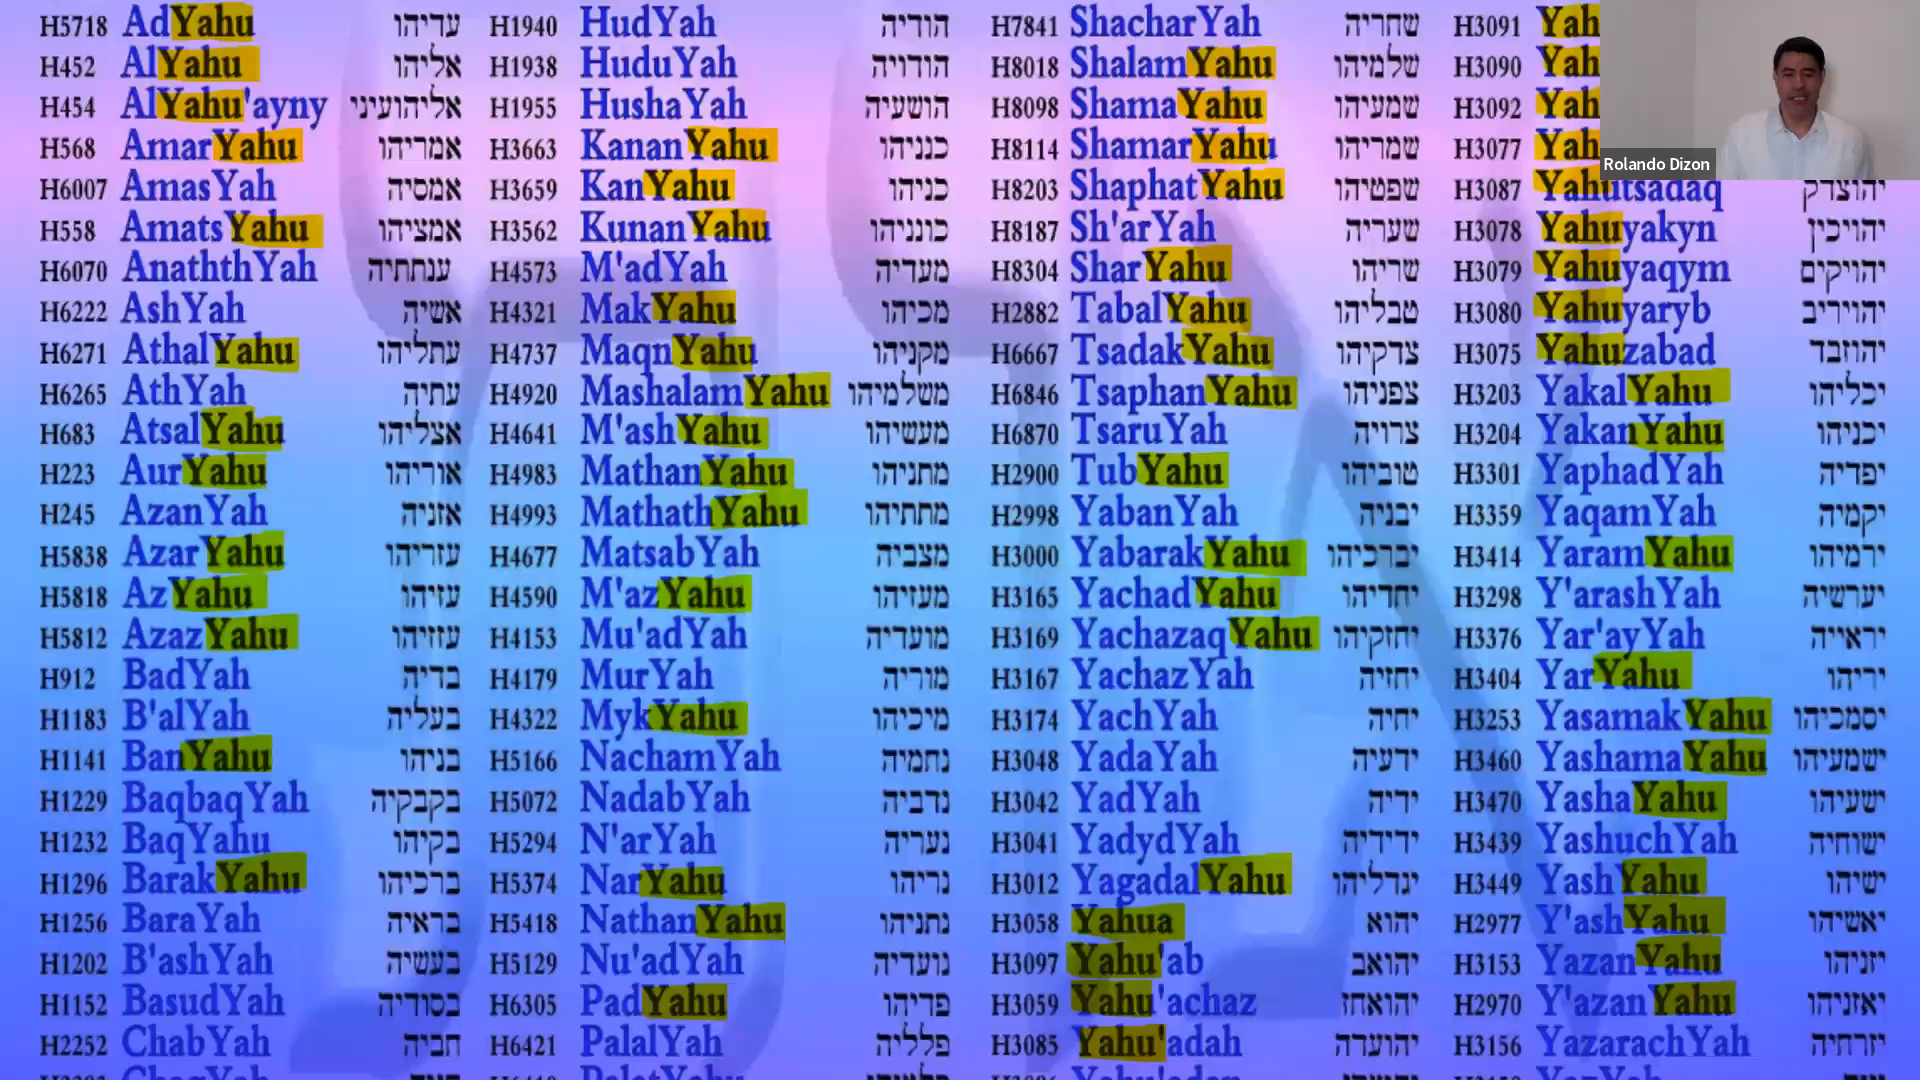 H5718 AdYahu עדיהו H1940 HudYah הודיה H7841 ShacharYah שחריה H3091 Yah
H452 AlYahu אליהו H1938 HuduYah הודויה H8018 ShalamYahu שלמיהו H3090 Yah
H454 AlYahu'ayny אליהועיני H1955 HushaYah הושעיה H8098 ShamaYahu שמעיהו H3092 Yah
H568 AmarYahu אמריהו H3663 KananYahu כנניהו H8114 ShamarYahu שמריהו H3077 Yah
Rolando Dizon
H6007 AmasYah אמסיה H3659 KanYahu כניהו H8203 ShaphatYahu שפטיהו H3087 Yahutsadaq יהוצדק
H558 AmatsYahu אמציהו H3562 KunanYahu כונניהו H8187 Sh'arYah שעריה H3078 Yahuyakyn יהויכין
H6070 AnaththYah ענתתיה H4573 M'adYah מעדיה H8304 SharYahu שריהו H3079 Yahuyaqym יהויקים
H6222 AshYah אשיה H4321 MakYahu מכיהו H2882 TabalYahu טבליהו H3080 Yahuyaryb יהויריב
H6271 AthalYahu עתליהו H4737 MaqnYahu מקניהו H6667 TsadakYahu צדקיהו H3075 Yahuzabad יהוזבד
H6265 AthYah עתיה H4920 MashalamYahu משלמיהו H6846 TsaphanYahu צפניהו H3203 YakalYahu יכליהו
H683 AtsalYahu אצליהו H4641 M'ashYahu מעשיהו H6870 TsaruYah צרויה H3204 YakanYahu יכניהו
H223 AurYahu אוריהו H4983 MathanYahu מתניהו H2900 TubYahu טוביהו H3301 YaphadYah יפדיה
H245 AzanYah אזניה H4993 MathathYahu מתתיהו H2998 YabanYah יבניה H3359 YaqamYah יקמיה
H5838 AzarYahu עזריהו H4677 MatsabYah מצביה H3000 YabarakYahu יברכיהו H3414 YaramYahu ירמיהו
H5818 AzYahu עזיהו H4590 M'azYahu מעזיהו H3165 YachadYahu יחדיהו H3298 Y'arashYah יערשיה
H5812 AzazYahu עזזיהו H4153 Mu'adYah מועדיה H3169 YachazaqYahu יחזקיהו H3376 Yar'ayYah יראייה
H912 BadYah בדיה H4179 MurYah מוריה H3167 YachazYah יחזיה H3404 YarYahu יריהו
H1183 B'alYah בעליה H4322 MykYahu מיכיהו H3174 YachYah יחיה H3253 YasamakYahu יסמכיהו
H1141 BanYahu בניהו H5166 NachamYah נחמיה H3048 YadaYah ידעיה H3460 YashamaYahu ישמעיהו
H1229 BaqbaqYah בקבקיה H5072 NadabYah נדביה H3042 YadYah ידיה H3470 YashaYahu ישעיהו
H1232 BaqYahu בקיהו H5294 N'arYah נעריה H3041 YadydYah ידידיה H3439 YashuchYah ישוחיה
H1296 BarakYahu ברכיהו H5374 NarYahu נריהו H3012 YagadalYahu יגדליהו H3449 YashYahu ישיהו
H1256 BaraYah בראיה H5418 NathanYahu נתניהו H3058 Yahua יהוא H2977 Y'ashYahu יאשיהו
H1202 B'ashYah בעשיה H5129 Nu'adYah נועדיה H3097 Yahu'ab יהואב H3153 YazanYahu יזניהו
H1152 BasudYah בסודיה H6305 PadYahu פדיהו H3059 Yahu'achaz יהואחז H2970 Y'azanYahu יאזניהו
H2252 ChabYah חביה H6421 PalalYah פלליה H3085 Yahu'adah יהועדה H3156 YazarachYah יזרחיה